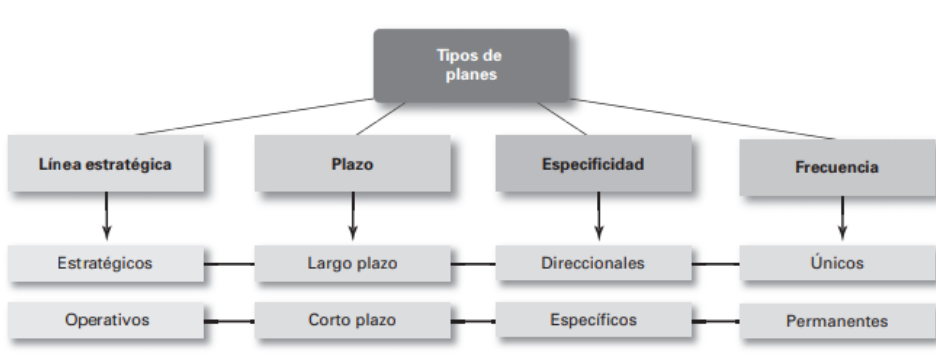 Tipos de
planes
Línea estratégica
Plazo
Especificidad
Frecuencia
Estratégicos
Largo plazo
Direccionales
Únicos
Operativos
Corto plazo
Específicos
Permanentes